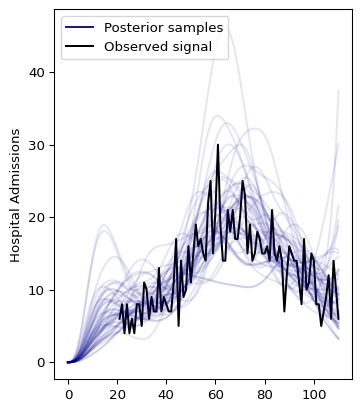 Posterior samples
Observed signal
Hospital Admissions
40
30
20
10
0
0 20 40 60 80 100